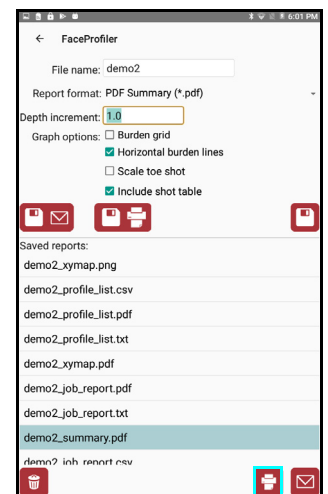 6:01 PM
← FaceProfiler
File name: demo2
Report format: PDF Summary (*.pdf)
Depth increment: 1.0
Graph options: Burden grid
Horizontal burden lines
Scale toe shot
Include shot table
Saved reports:
demo2_xymap.png
demo2_profile_list.csv
demo2_profile_list.pdf
demo2_profile_list.txt
demo2_xymap.pdf
demo2_job_report.pdf
demo2_job_report.txt
demo2_summary.pdf
demo2_job_report.csv